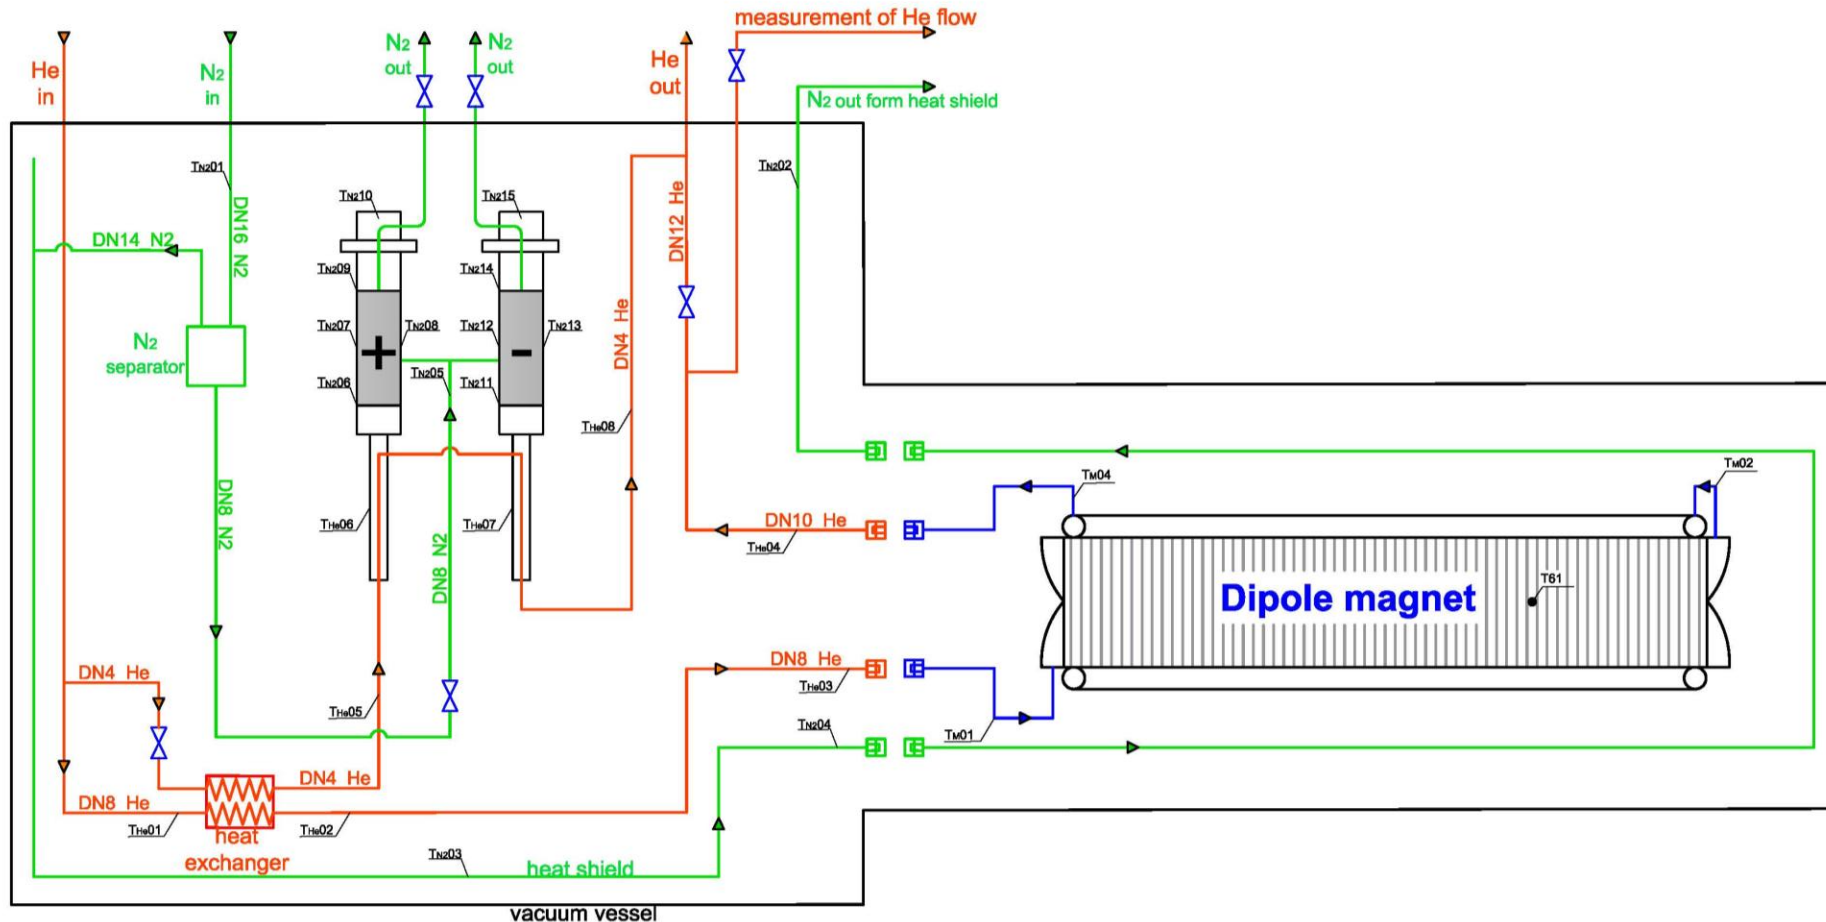 measurement of He flow
He
in
N2
in
N2
out
N2
out
He
out
N2 out form heat shield
TN201
TN202
DN16 N2
TN210
TN215
DN12 He
DN14 N2
TN209
TN214
DN4 He
N2
separator
TN207
+
TN208
TN212
-
TN213
TN205
TN206
TN211
THe08
TM04
TM02
DN8 N2
THe06
THe07
DN10 He
THe04
DN8 N2
T61
Dipole magnet
DN4 He
DN8 He
THe03
THe05
TN204
TM01
DN4 He
DN8 He
THe01
THe02
heat
exchanger
TN203
heat shield
vacuum vessel